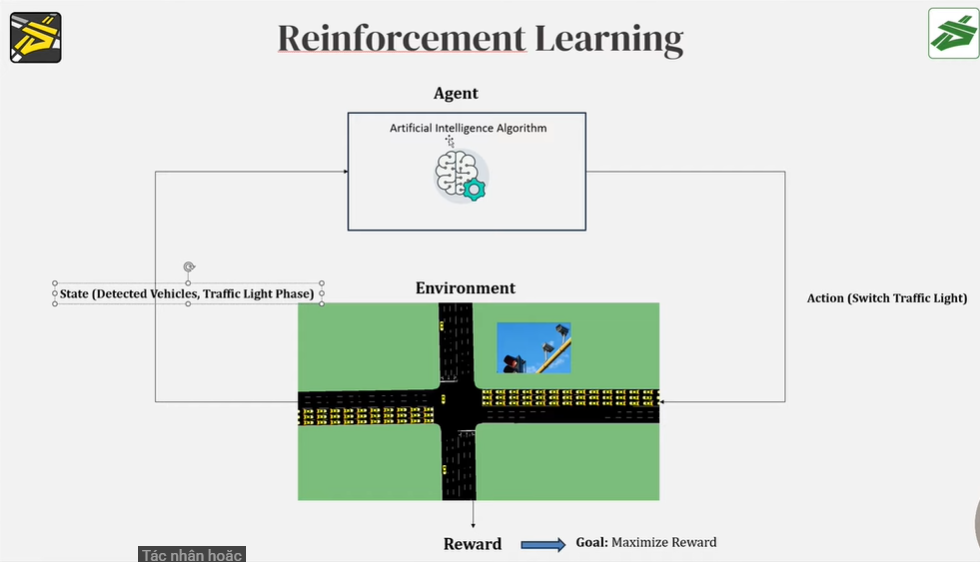 Reinforcement Learning
Agent
Artificial Intelligence Algorithm
State (Detected Vehicles, Traffic Light Phase)
Environment
Action (Switch Traffic Light)
Reward
Goal: Maximize Reward
Tác nhân hoặc